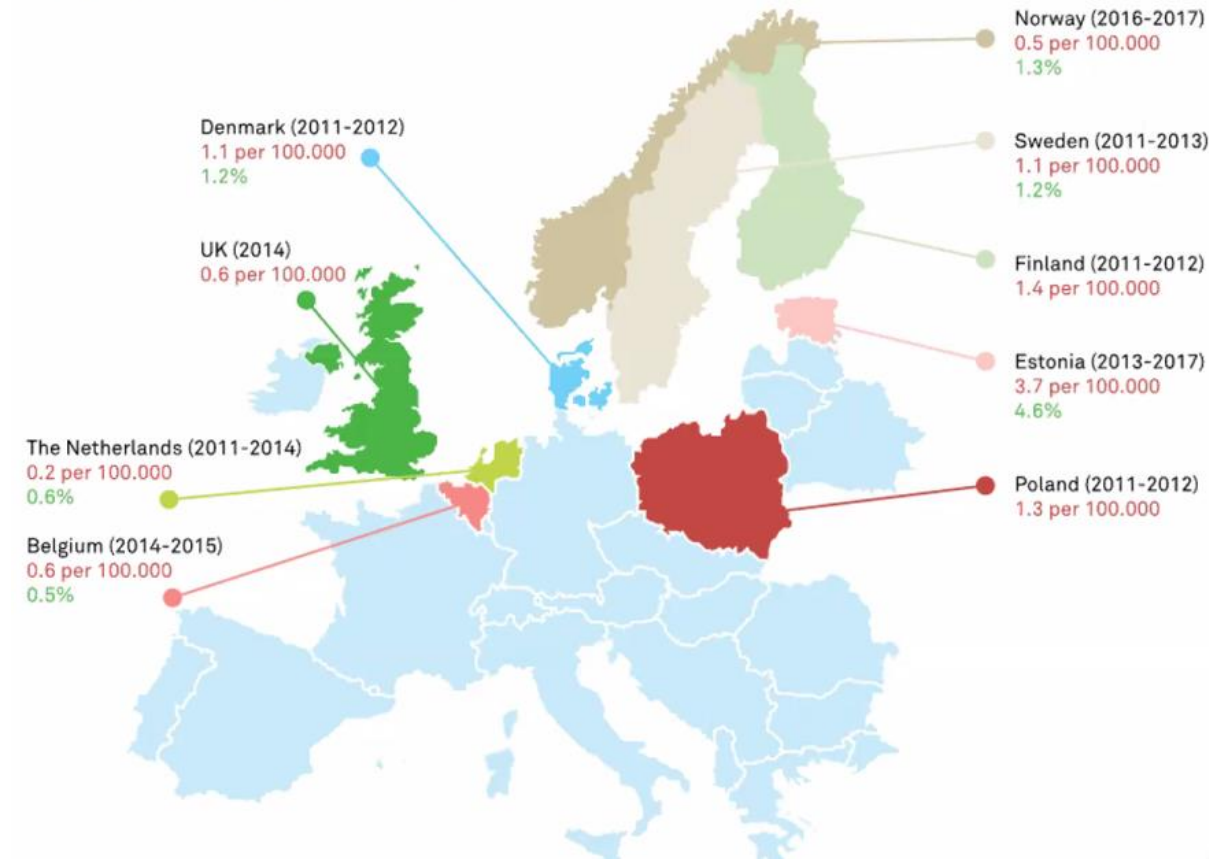 Norway (2016-2017)
0.5 per 100.000
1.3%
Denmark (2011-2012)
1.1 per 100.000
1.2%
Sweden (2011-2013)
1.1 per 100.000
1.2%
UK (2014)
0.6 per 100.000
Finland (2011-2012)
1.4 per 100.000
Estonia (2013-2017)
3.7 per 100.000
4.6%
The Netherlands (2011-2014)
0.2 per 100.000
0.6%
Poland (2011-2012)
1.3 per 100.000
Belgium (2014-2015)
0.6 per 100.000
0.5%